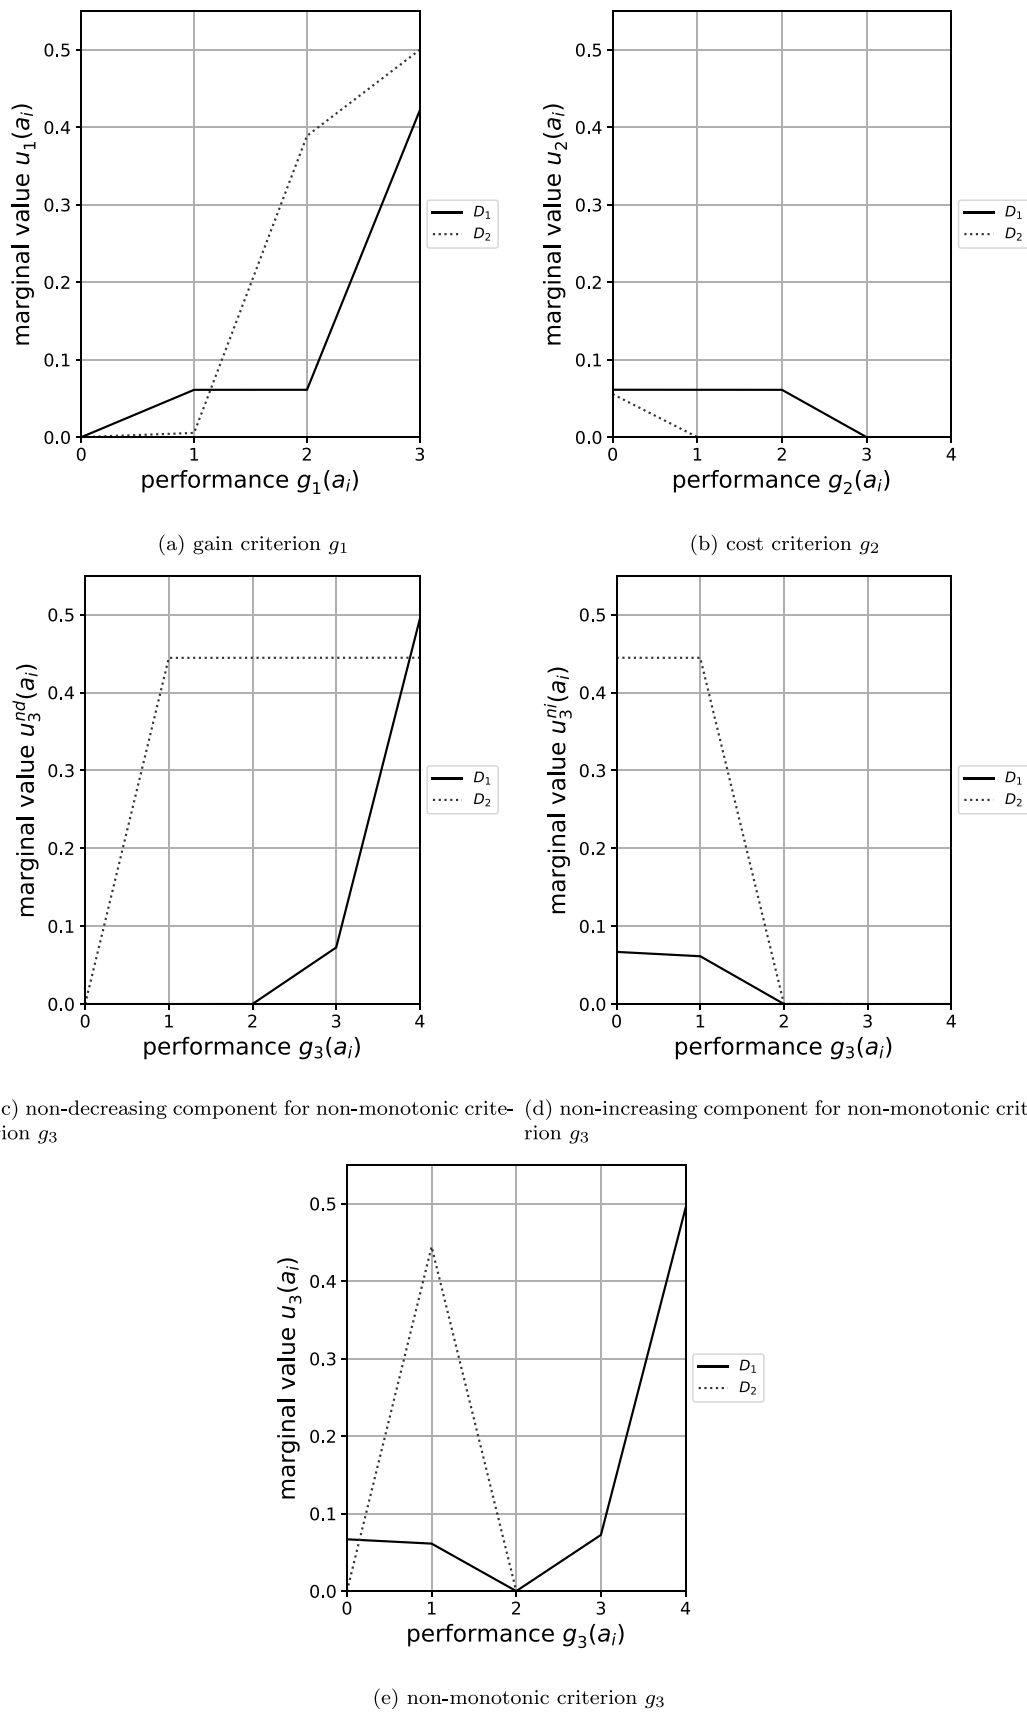 0.5
0.4
0.3
0.2
0.1
0.0
0 1 2 3
marginal value u₁(aᵢ)
performance g₁(aᵢ)
D₁
D₂
(a) gain criterion g₁
0.5
0.4
0.3
0.2
0.1
0.0
0 1 2 3 4
marginal value u₂(aᵢ)
performance g₂(aᵢ)
D₁
D₂
(b) cost criterion g₂
0.5
0.4
0.3
0.2
0.1
0.0
0 1 2 3 4
marginal value u₃ⁿᵈ(aᵢ)
performance g₃(aᵢ)
D₁
D₂
c) non-decreasing component for non-monotonic crite-
rion g₃
0.5
0.4
0.3
0.2
0.1
0.0
0 1 2 3 4
marginal value u₃ⁿⁱ(aᵢ)
performance g₃(aᵢ)
D₁
D₂
(d) non-increasing component for non-monotonic crit
rion g₃
0.5
0.4
0.3
0.2
0.1
0.0
0 1 2 3 4
marginal value u₃(aᵢ)
performance g₃(aᵢ)
D₁
D₂
(e) non-monotonic criterion g₃